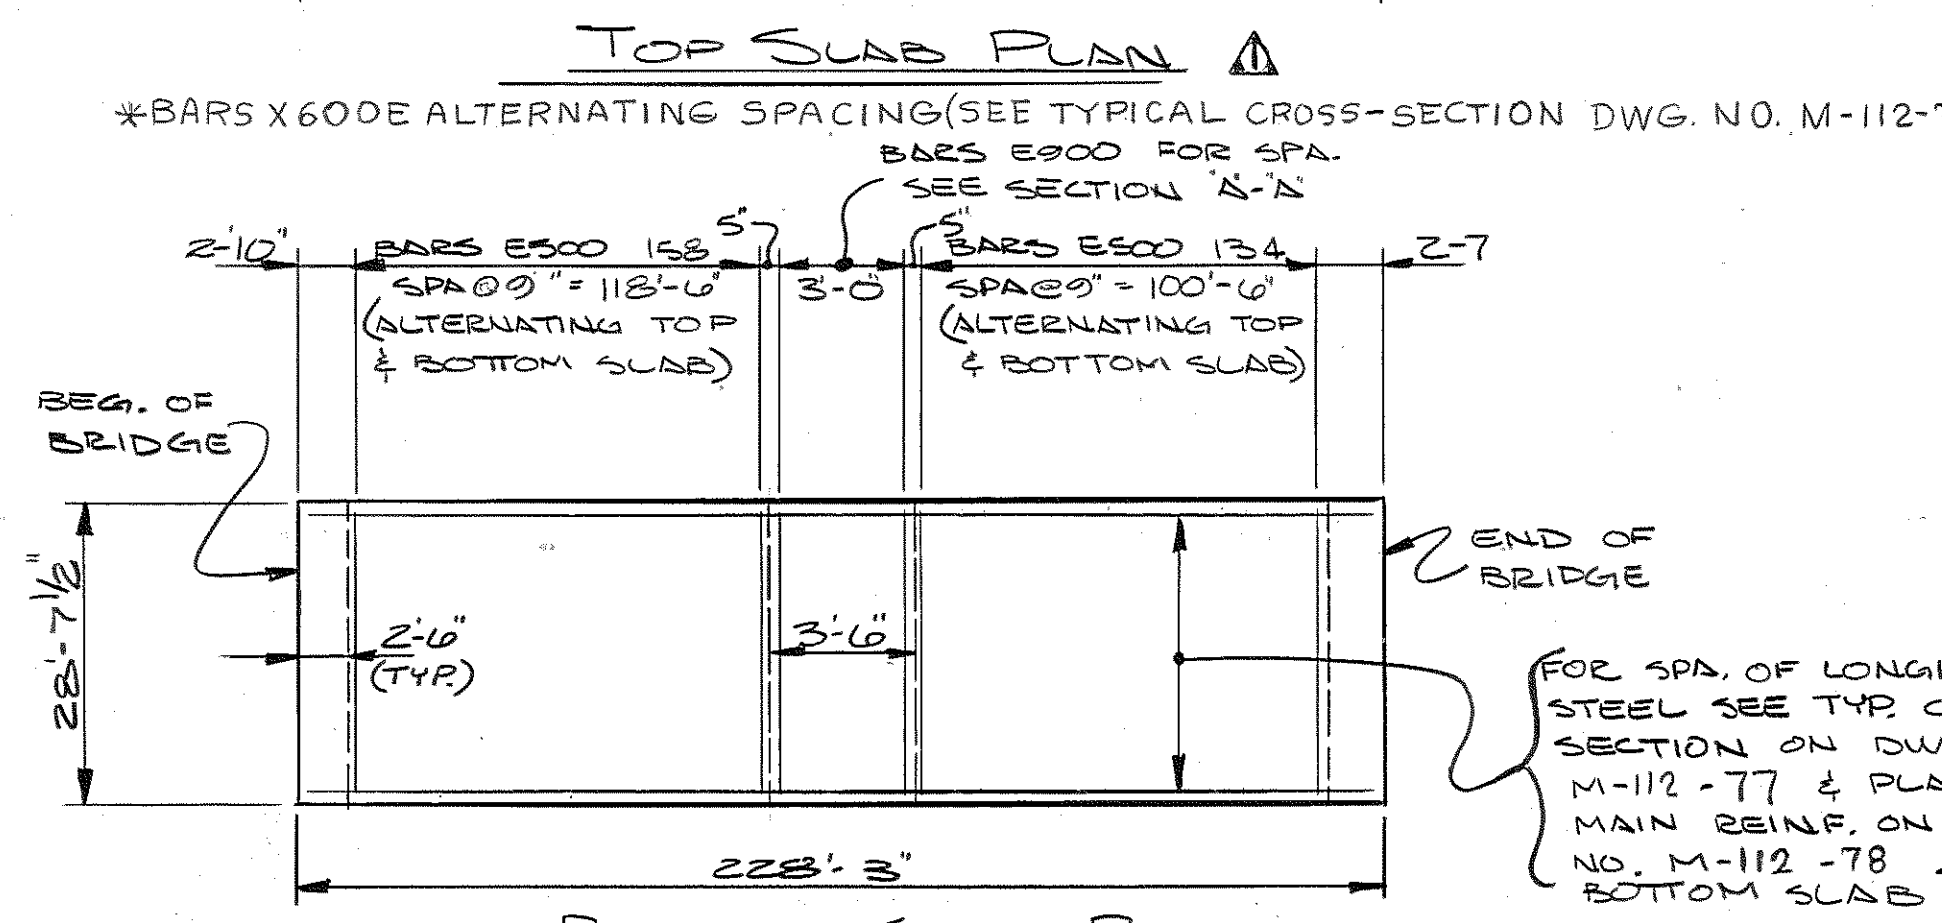 TOP SLAB PLAN
*BARS X600E ALTERNATING SPACING(SEE TYPICAL CROSS-SECTION DWG. NO. M-112-
BARS E900 FOR SPA.
SEE SECTION "A-A"
2'-10"
BARS E500 158
SPA@9" = 118'-6"
(ALTERNATING TOP
& BOTTOM SLAB)
5"
3'-0"
5"
BARS E500 134
SPA@9" = 100'-6"
(ALTERNATING TOP
& BOTTOM SLAB)
2-7
BEG. OF
BRIDGE
END OF
BRIDGE
28'-7 1/2"
2'-6"
(TYP.)
3'-6"
FOR SPA. OF LONGI
STEEL SEE TYP. C
SECTION ON DW
M-112-77 & PLA
MAIN REINF. ON
NO. M-112-78
BOTTOM SLAB
228'-3"